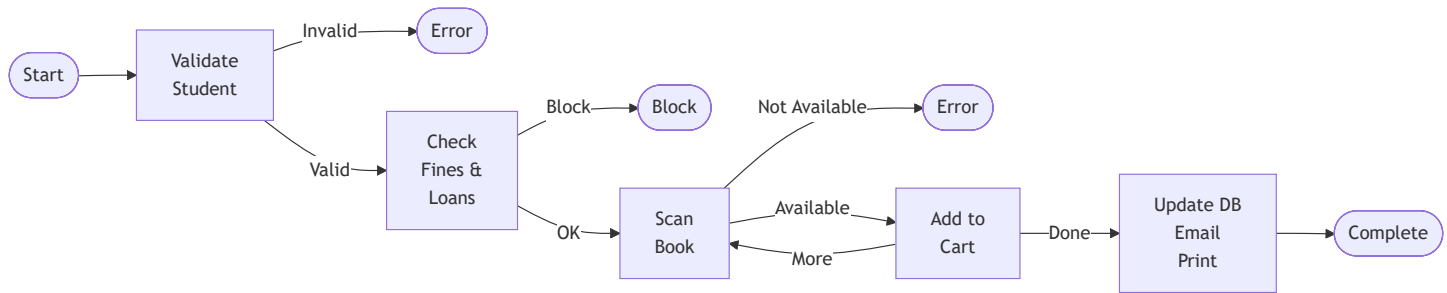 Start
Validate
Student
Invalid
Error
Valid
Check
Fines &
Loans
Block
Block
OK
Scan
Book
Not Available
Error
Available
More
Add to
Cart
Done
Update DB
Email
Print
Complete